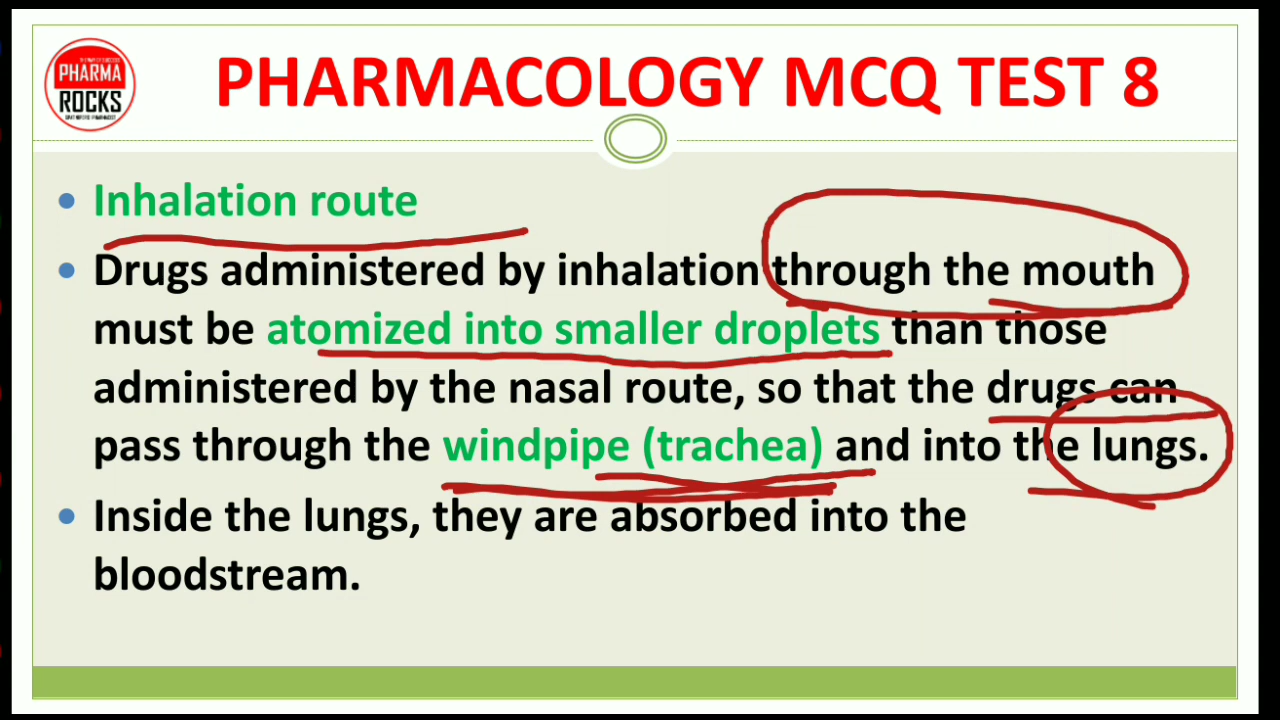 PHARMA
ROCKS
PHARMACOLOGY MCQ TEST 8
Inhalation route
Drugs administered by inhalation through the mouth
must be atomized into smaller droplets than those
administered by the nasal route, so that the drugs can
pass through the windpipe (trachea) and into the lungs.
Inside the lungs, they are absorbed into the
bloodstream.